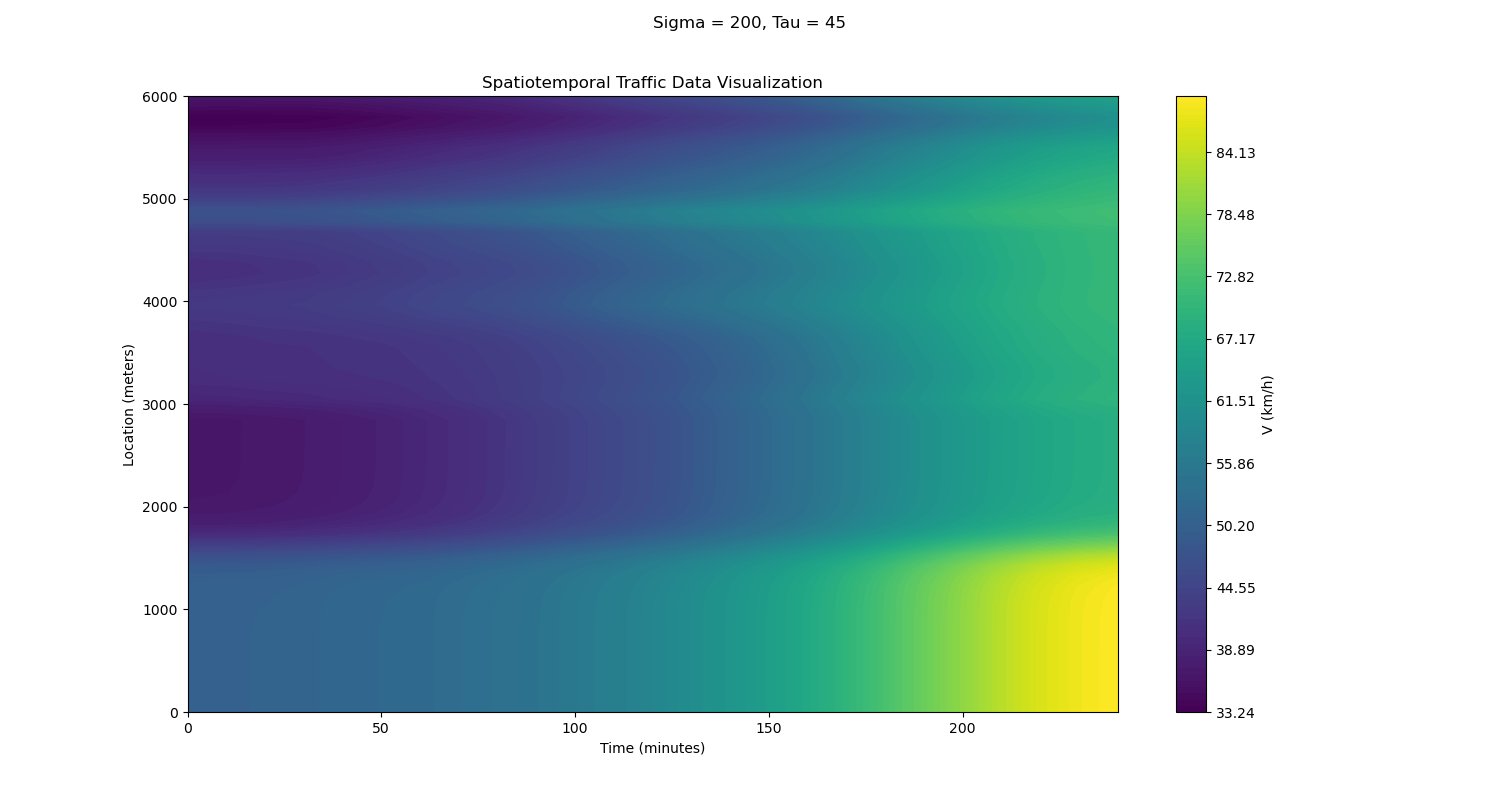 Sigma = 200, Tau = 45
Spatiotemporal Traffic Data Visualization
6000
5000
4000
3000
2000
1000
0
Location (meters)
0 50 100 150 200
Time (minutes)
84.13
78.48
72.82
67.17
61.51
55.86
50.20
44.55
38.89
33.24
V (km/h)